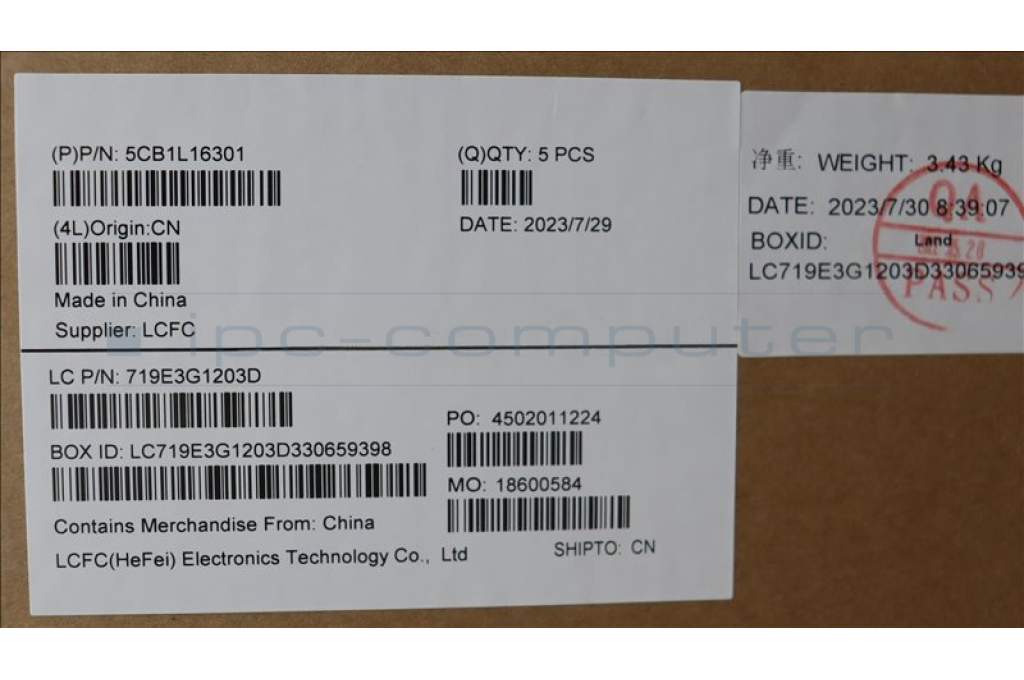 (P)P/N: 5CB1L16301
(Q)QTY: 5 PCS
(4L)Origin:CN
DATE: 2023/7/29
Made in China
Supplier: LCFC
LC P/N: 719E3G1203D
PO: 4502011224
BOX ID: LC719E3G1203D330659398
MO: 18600584
Contains Merchandise From: China
LCFC(HeFei) Electronics Technology Co., Ltd
SHIPTO: CN
净重: WEIGHT: 3.43 Kg
DATE: 2023/7/30 8:39:07
BOXID:
LC719E3G1203D33065939
QA
Land
PASS
ipc-computer